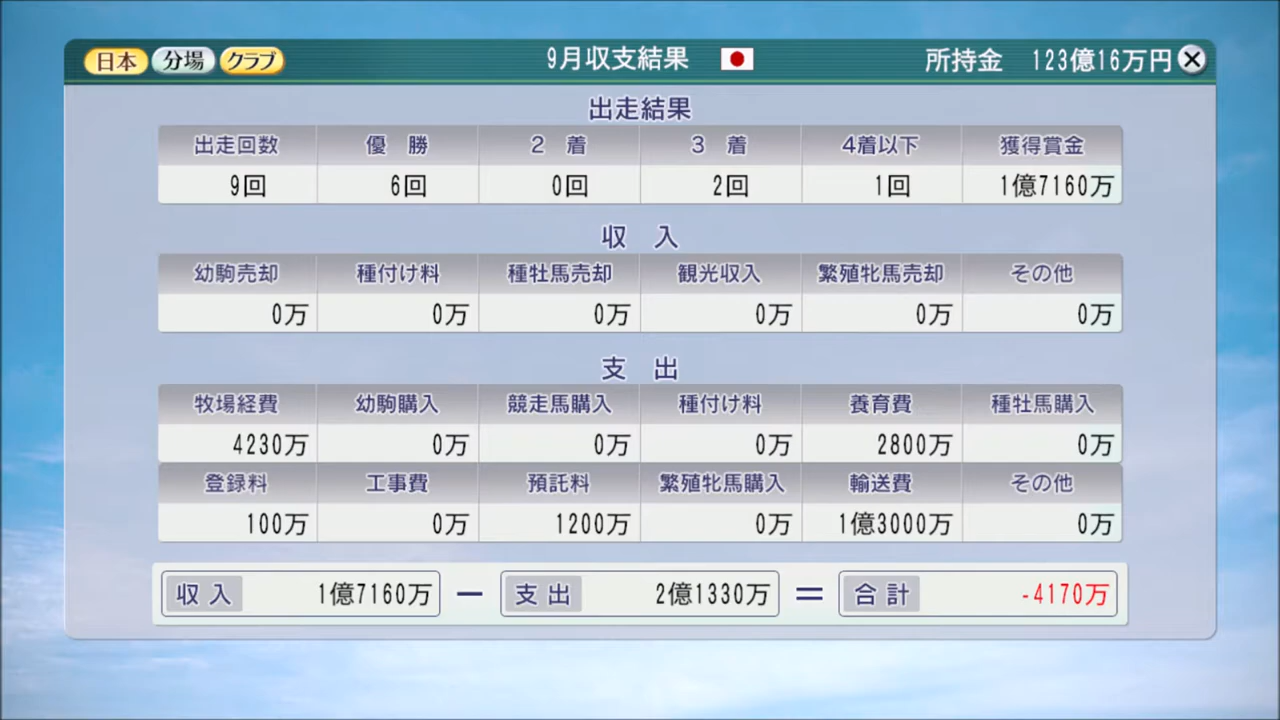 日本 分場 クラブ 9月収支結果 所持金 123億16万円
出走結果
出走回数 優 勝 2 着 3 着 4着以下 獲得賞金
9回 6回 0回 2回 1回 1億7160万
収 入
幼駒売却 種付け料 種牡馬売却 観光収入 繁殖牝馬売却 その他
0万 0万 0万 0万 0万 0万
支 出
牧場経費 幼駒購入 競走馬購入 種付け料 養育費 種牡馬購入
4230万 0万 0万 0万 2800万 0万
登録料 工事費 預託料 繁殖牝馬購入 輸送費 その他
100万 0万 1200万 0万 1億3000万 0万
収 入 1億7160万 － 支 出 2億1330万 ＝ 合 計 -4170万